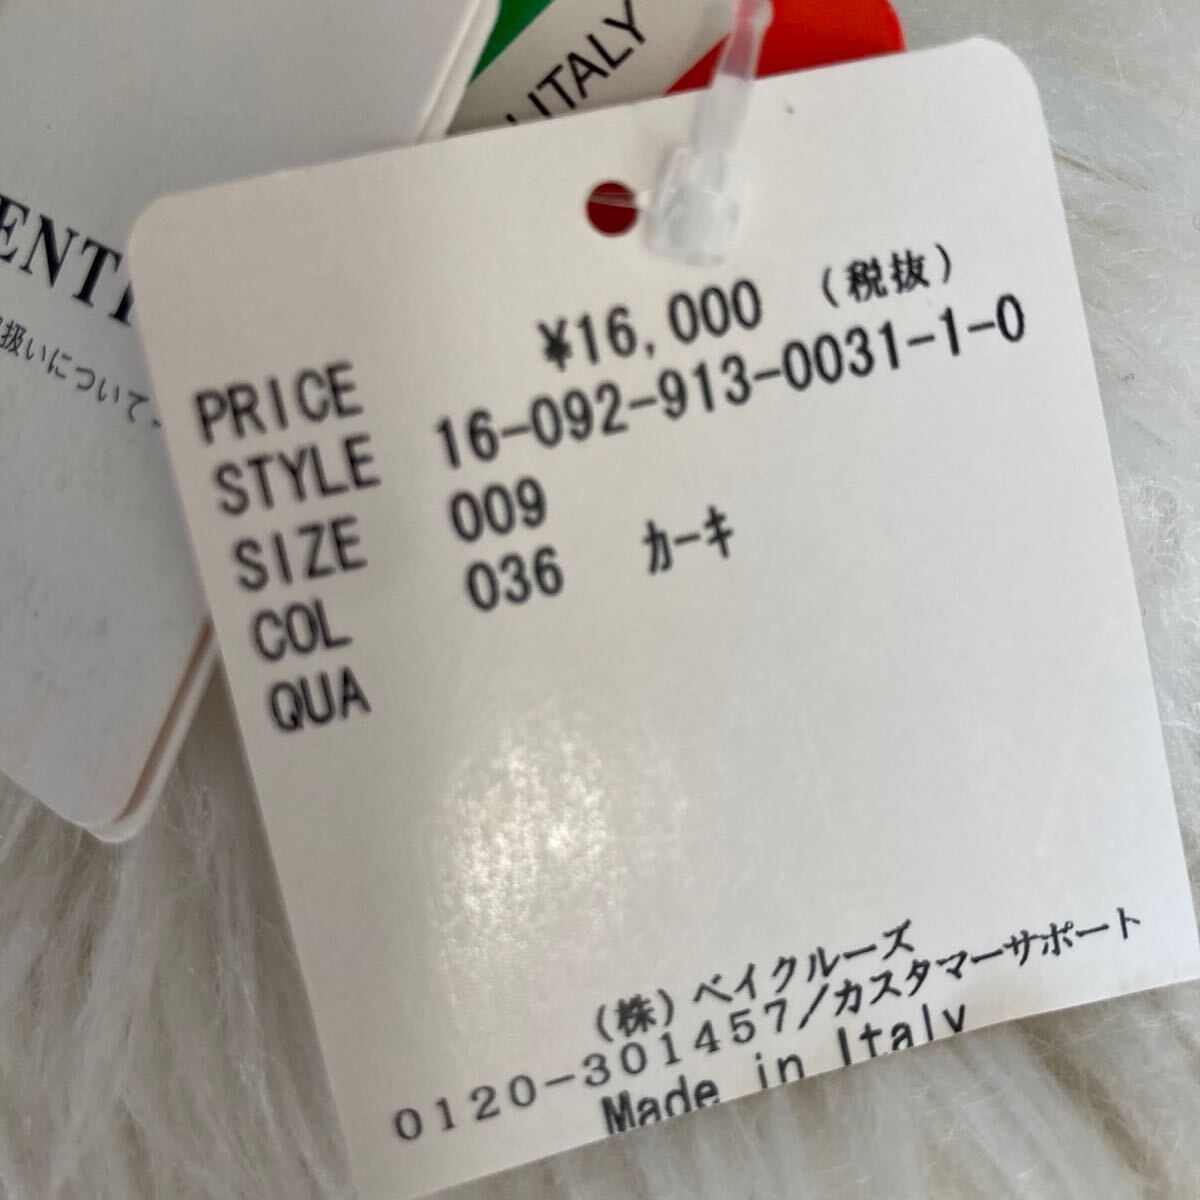 ITALY
ENTI
扱いについて
PRICE ¥16,000 (税抜)
STYLE 16-092-913-0031-1-0
SIZE 009
COL 036 ｶｰｷ
QUA
(株)ベイクルーズ
0120-301457/カスタマーサポート
Made in Italy